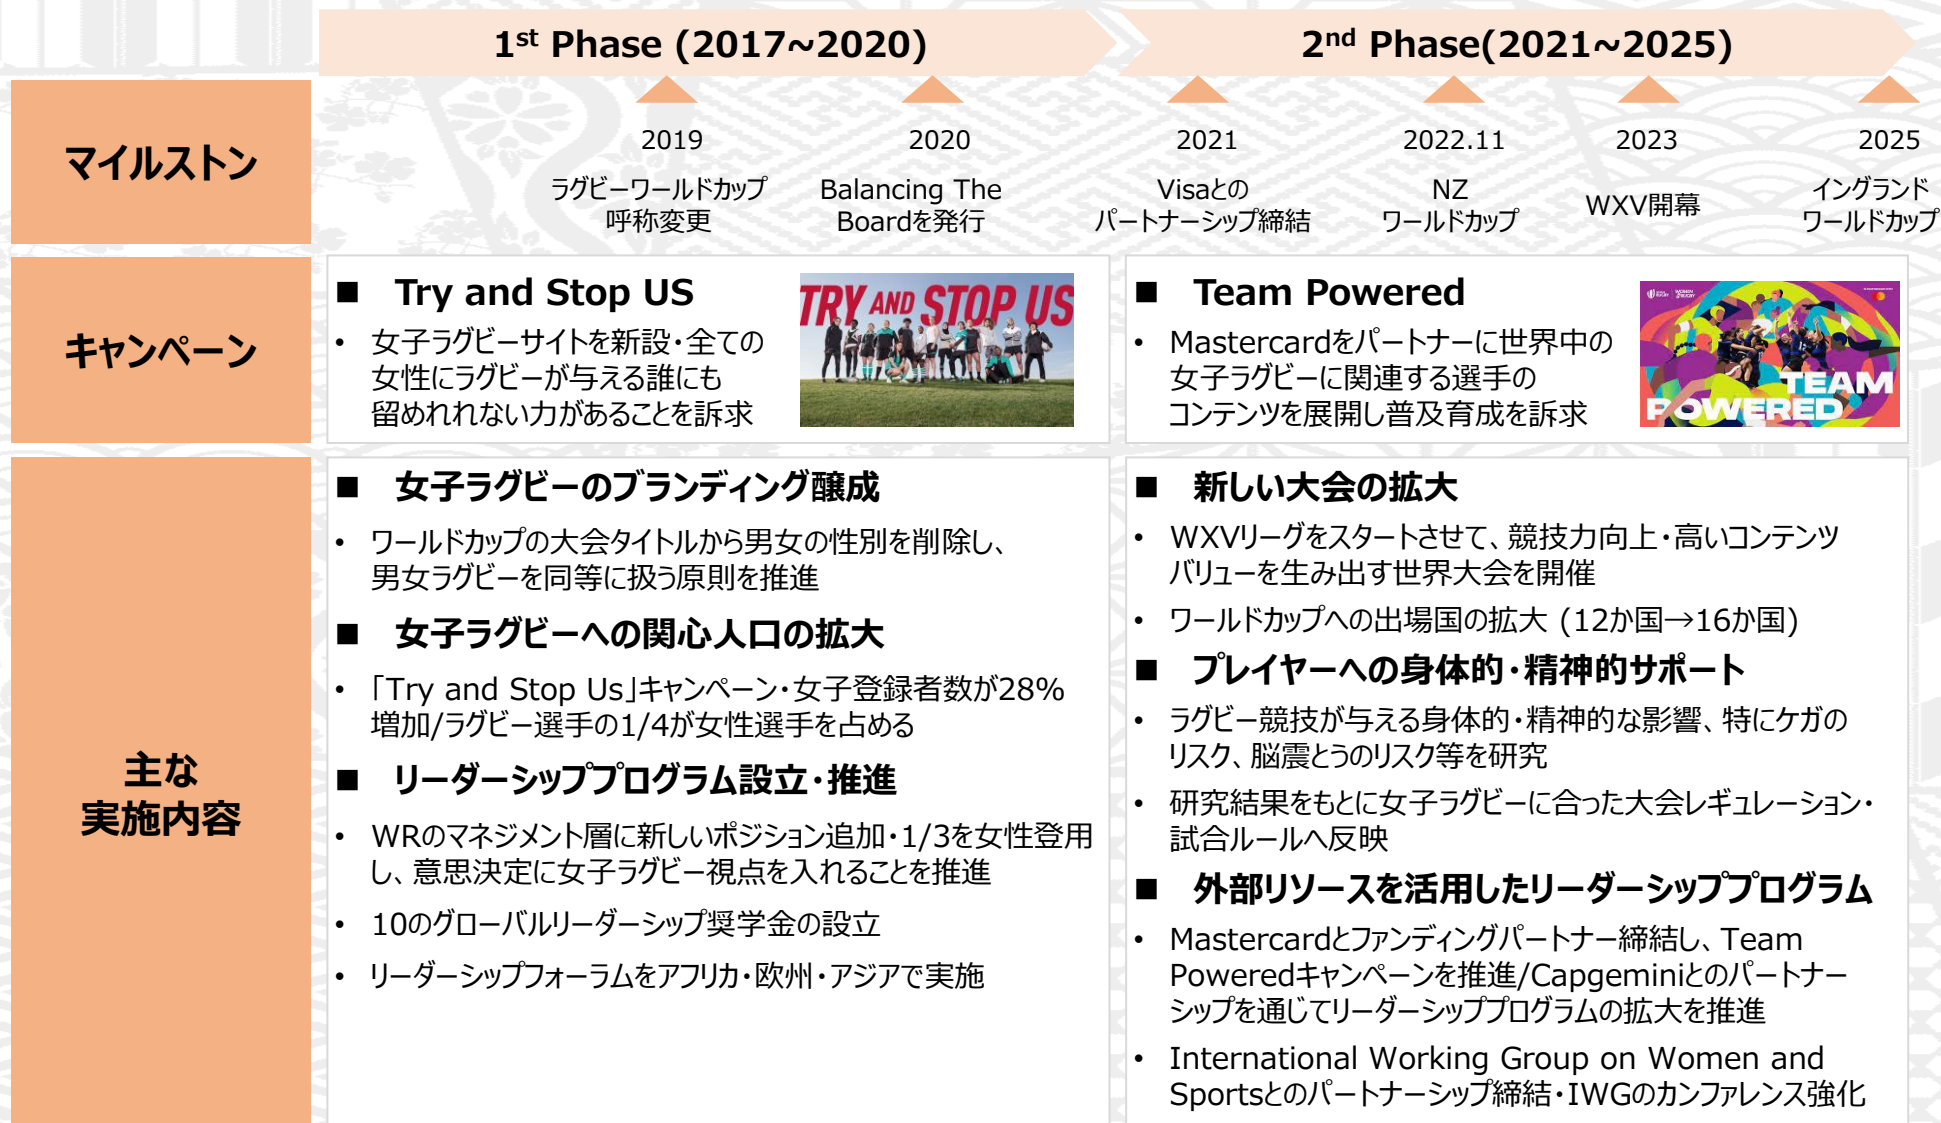 1st Phase (2017~2020)
2nd Phase(2021~2025)
マイルストン
2019
ラグビーワールドカップ
呼称変更
2020
Balancing The
Boardを発行
2021
Visaとの
パートナーシップ締結
2022.11
NZ
ワールドカップ
2023
WXV開幕
2025
イングランド
ワールドカップ
キャンペーン
■ Try and Stop US
• 女子ラグビーサイトを新設・全ての
女性にラグビーが与える誰にも
留めれれない力があることを訴求
TRY AND STOP US
■ Team Powered
• Mastercardをパートナーに世界中の
女子ラグビーに関連する選手の
コンテンツを展開し普及育成を訴求
TEAM
POWERED
主な
実施内容
■ 女子ラグビーのブランディング醸成
• ワールドカップの大会タイトルから男女の性別を削除し、
男女ラグビーを同等に扱う原則を推進
■ 女子ラグビーへの関心人口の拡大
• 「Try and Stop Us」キャンペーン・女子登録者数が28%
増加/ラグビー選手の1/4が女性選手を占める
■ リーダーシッププログラム設立・推進
• WRのマネジメント層に新しいポジション追加・1/3を女性登用
し、意思決定に女子ラグビー視点を入れることを推進
• 10のグローバルリーダーシップ奨学金の設立
• リーダーシップフォーラムをアフリカ・欧州・アジアで実施
■ 新しい大会の拡大
• WXVリーグをスタートさせて、競技力向上・高いコンテンツ
バリューを生み出す世界大会を開催
• ワールドカップへの出場国の拡大 (12か国→16か国)
■ プレイヤーへの身体的・精神的サポート
• ラグビー競技が与える身体的・精神的な影響、特にケガの
リスク、脳震とうのリスク等を研究
• 研究結果をもとに女子ラグビーに合った大会レギュレーション・
試合ルールへ反映
■ 外部リソースを活用したリーダーシッププログラム
• Mastercardとファンディングパートナー締結し、Team
Poweredキャンペーンを推進/Capgeminiとのパートナー
シップを通じてリーダーシッププログラムの拡大を推進
• International Working Group on Women and
Sportsとのパートナーシップ締結・IWGのカンファレンス強化